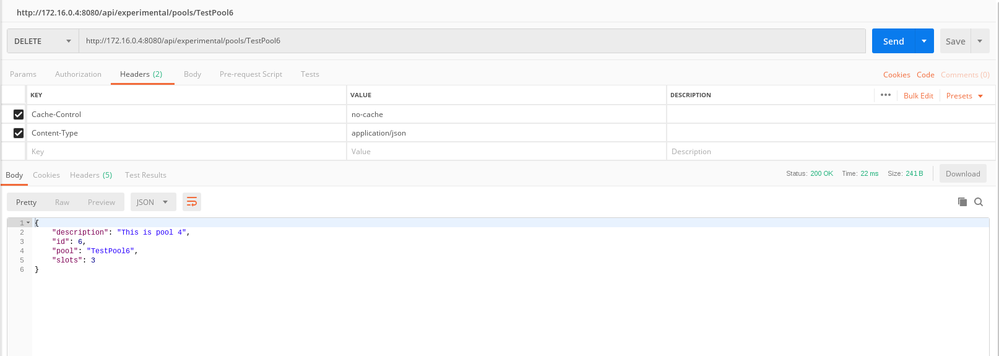 http://172.16.0.4:8080/api/experimental/pools/TestPool6
DELETE http://172.16.0.4:8080/api/experimental/pools/TestPool6 Send Save
Params Authorization Headers (2) Body Pre-request Script Tests Cookies Code Comments (0)
KEY VALUE DESCRIPTION ••• Bulk Edit Presets
Cache-Control no-cache
Content-Type application/json
Key Value Description
Body Cookies Headers (5) Test Results Status: 200 OK Time: 22 ms Size: 241 B Download
Pretty Raw Preview JSON
1 {
2 "description": "This is pool 4",
3 "id": 6,
4 "pool": "TestPool6",
5 "slots": 3
6 }